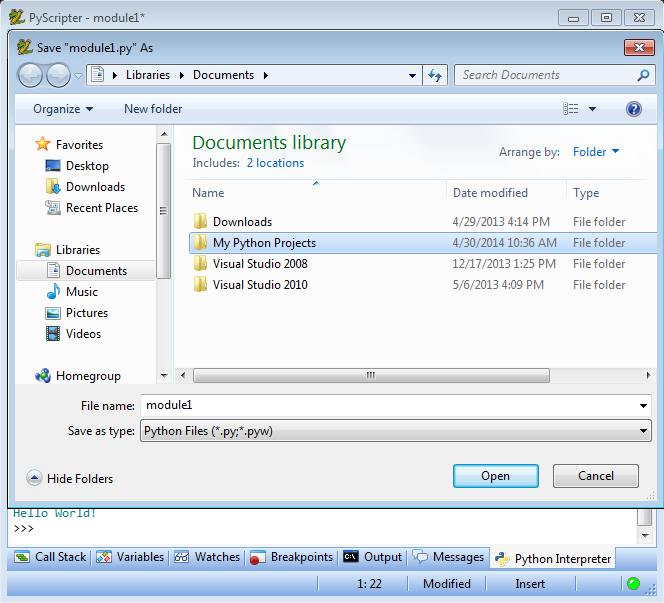 PyScripter - module1*
Save "module1.py" As
Libraries Documents Search Documents
Organize New folder
Favorites
Desktop
Downloads
Recent Places
Libraries
Documents
Music
Pictures
Videos
Homegroup
Documents library
Includes: 2 locations
Arrange by: Folder
Name Date modified Type
Downloads 4/29/2013 4:14 PM File folder
My Python Projects 4/30/2014 10:36 AM File folder
Visual Studio 2008 12/17/2013 1:25 PM File folder
Visual Studio 2010 5/6/2013 4:09 PM File folder
File name: module1
Save as type: Python Files (*.py;*.pyw)
Hide Folders Open Cancel
Hello World!
>>>
Call Stack Variables Watches Breakpoints Output Messages Python Interpreter
1: 22 Modified Insert